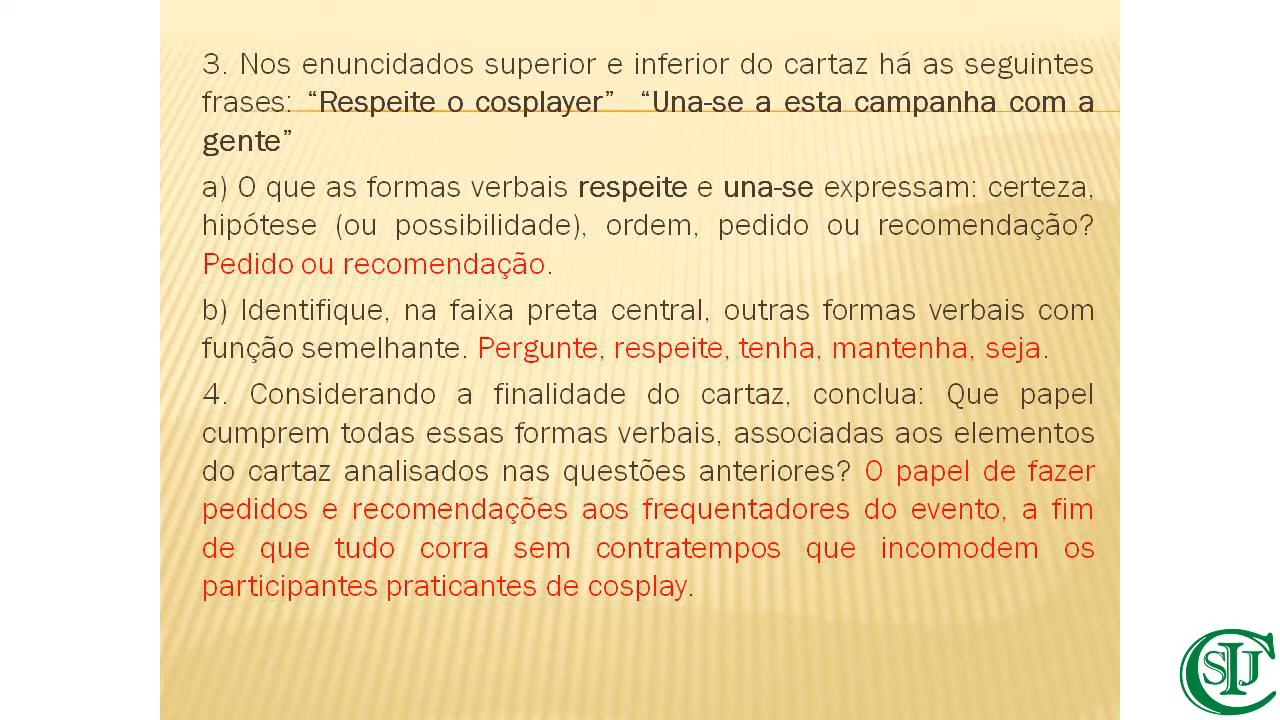 3. Nos enuncidados superior e inferior do cartaz há as seguintes
frases: “Respeite o cosplayer” “Una-se a esta campanha com a
gente”
a) O que as formas verbais respeite e una-se expressam: certeza,
hipótese (ou possibilidade), ordem, pedido ou recomendação?
Pedido ou recomendação.
b) Identifique, na faixa preta central, outras formas verbais com
função semelhante. Pergunte, respeite, tenha, mantenha, seja.
4. Considerando a finalidade do cartaz, conclua: Que papel
cumprem todas essas formas verbais, associadas aos elementos
do cartaz analisados nas questões anteriores? O papel de fazer
pedidos e recomendações aos frequentadores do evento, a fim
de que tudo corra sem contratempos que incomodem os
participantes praticantes de cosplay.